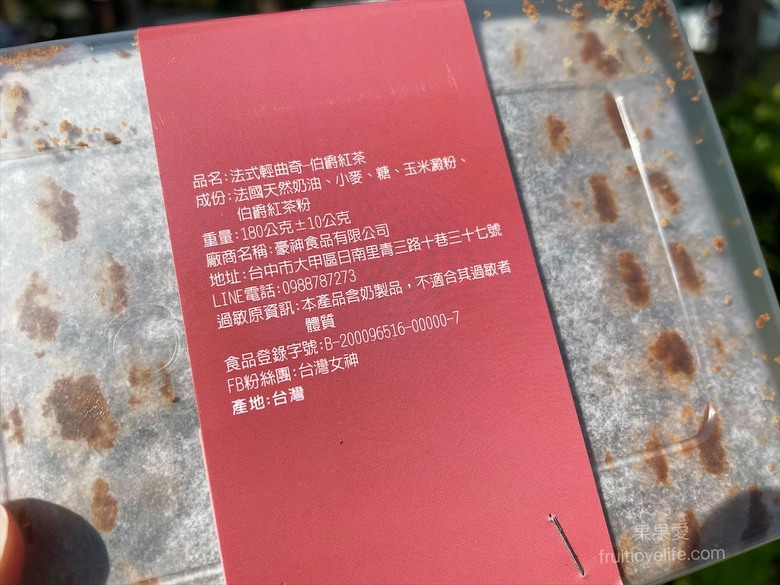 品名:法式輕曲奇-伯爵紅茶
成份:法國天然奶油、小麥、糖、玉米澱粉、
伯爵紅茶粉
重量:180公克±10公克
廠商名稱:豪神食品有限公司
地址:台中市大甲區日南里青三路十巷三十七號
LINE電話:0988787273
過敏原資訊:本產品含奶製品，不適合其過敏者
體質
食品登錄字號:B-200096516-00000-7
FB粉絲團:台灣女神
產地:台灣
果果愛
fruitlovelife.com